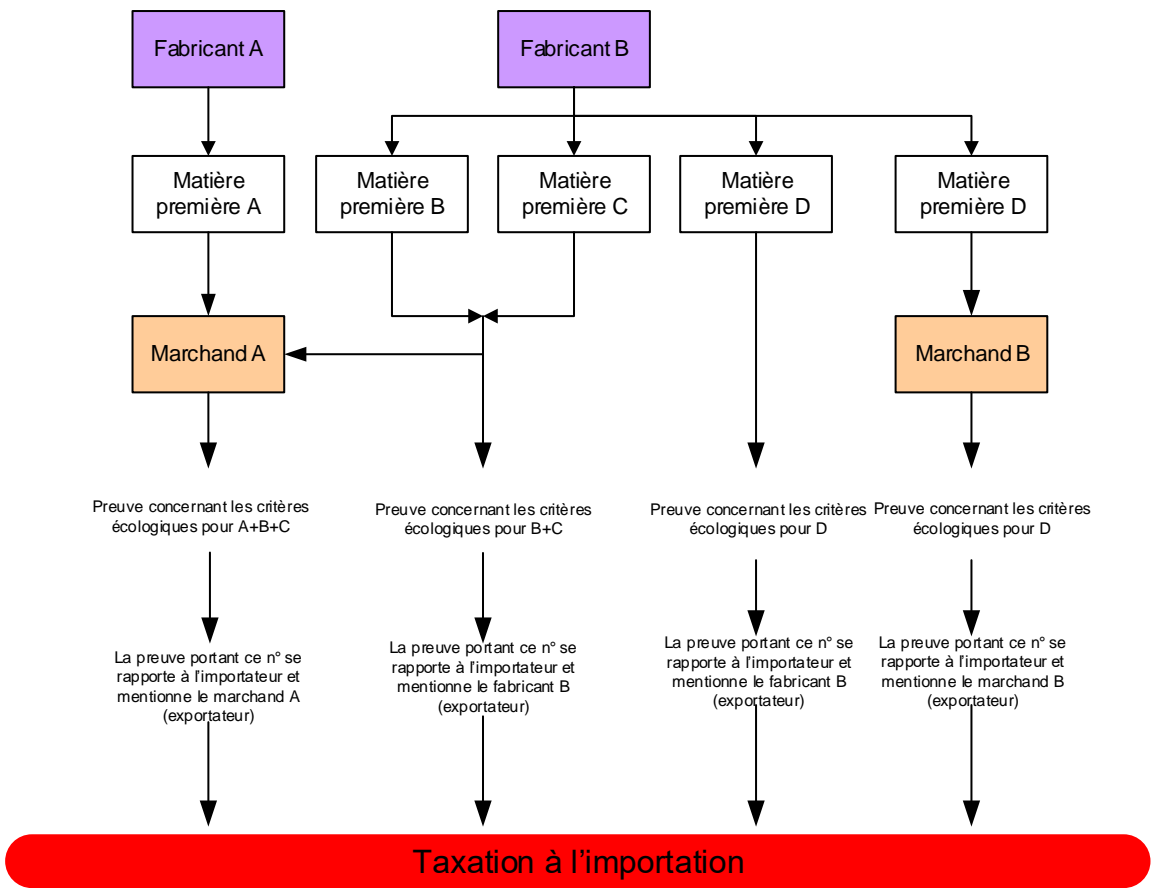 Fabricant A
Fabricant B
Matière
première A
Matière
première B
Matière
première C
Matière
première D
Matière
première D
Marchand A
Marchand B
Preuve concernant les critères
écologiques pour A+B+C
Preuve concernant les critères
écologiques pour B+C
Preuve concernant les critères
écologiques pour D
Preuve concernant les critères
écologiques pour D
La preuve portant ce n° se
rapporte à l'importateur et
mentionne le marchand A
(exportateur)
La preuve portant ce n° se
rapporte à l'importateur et
mentionne le fabricant B
(exportateur)
La preuve portant ce n° se
rapporte à l'importateur et
mentionne le fabricant B
(exportateur)
La preuve portant ce n° se
rapporte à l'importateur et
mentionne le marchand B
(exportateur)
Taxation à l'importation